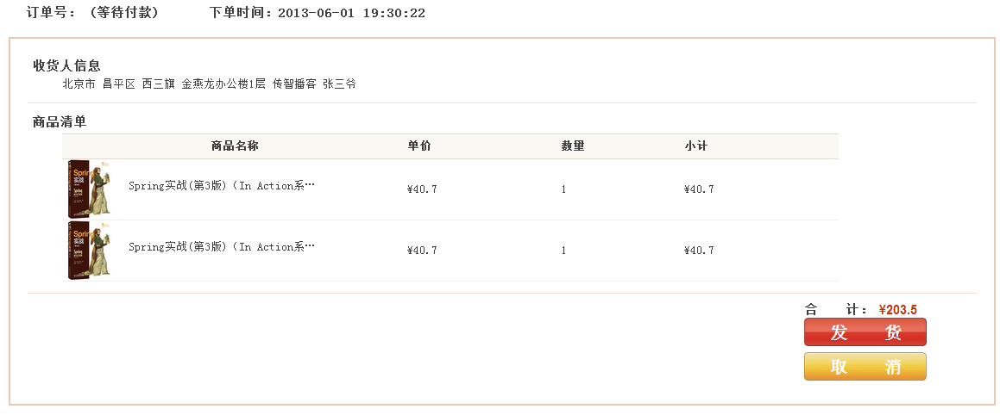 订单号：（等待付款） 下单时间：2013-06-01 19:30:22
收货人信息
北京市 昌平区 西三旗 金燕龙办公楼1层 传智播客 张三爷
商品清单
商品名称 单价 数量 小计
Spring
实战
Spring实战(第3版)（In Action系… ¥40.7 1 ¥40.7
Spring
实战
Spring实战(第3版)（In Action系… ¥40.7 1 ¥40.7
合 计： ¥203.5
发 货
取 消